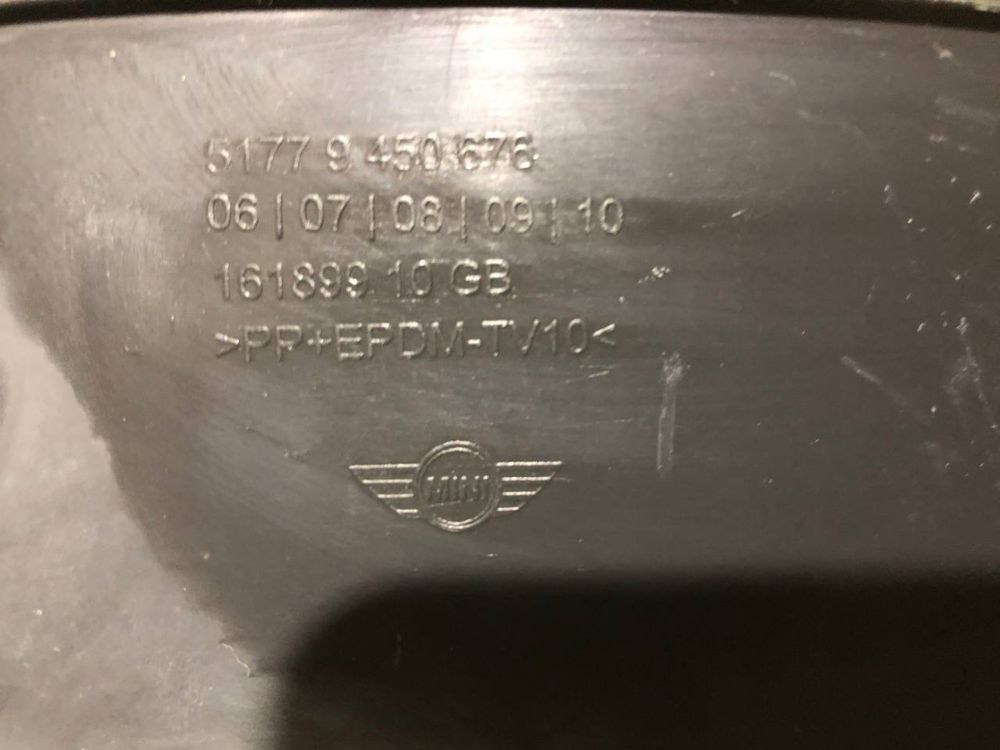 5177 9 450 676
06 | 07 | 08 | 09 | 10
161899 10 GB
>PP+EPDM-TV10<
MINI